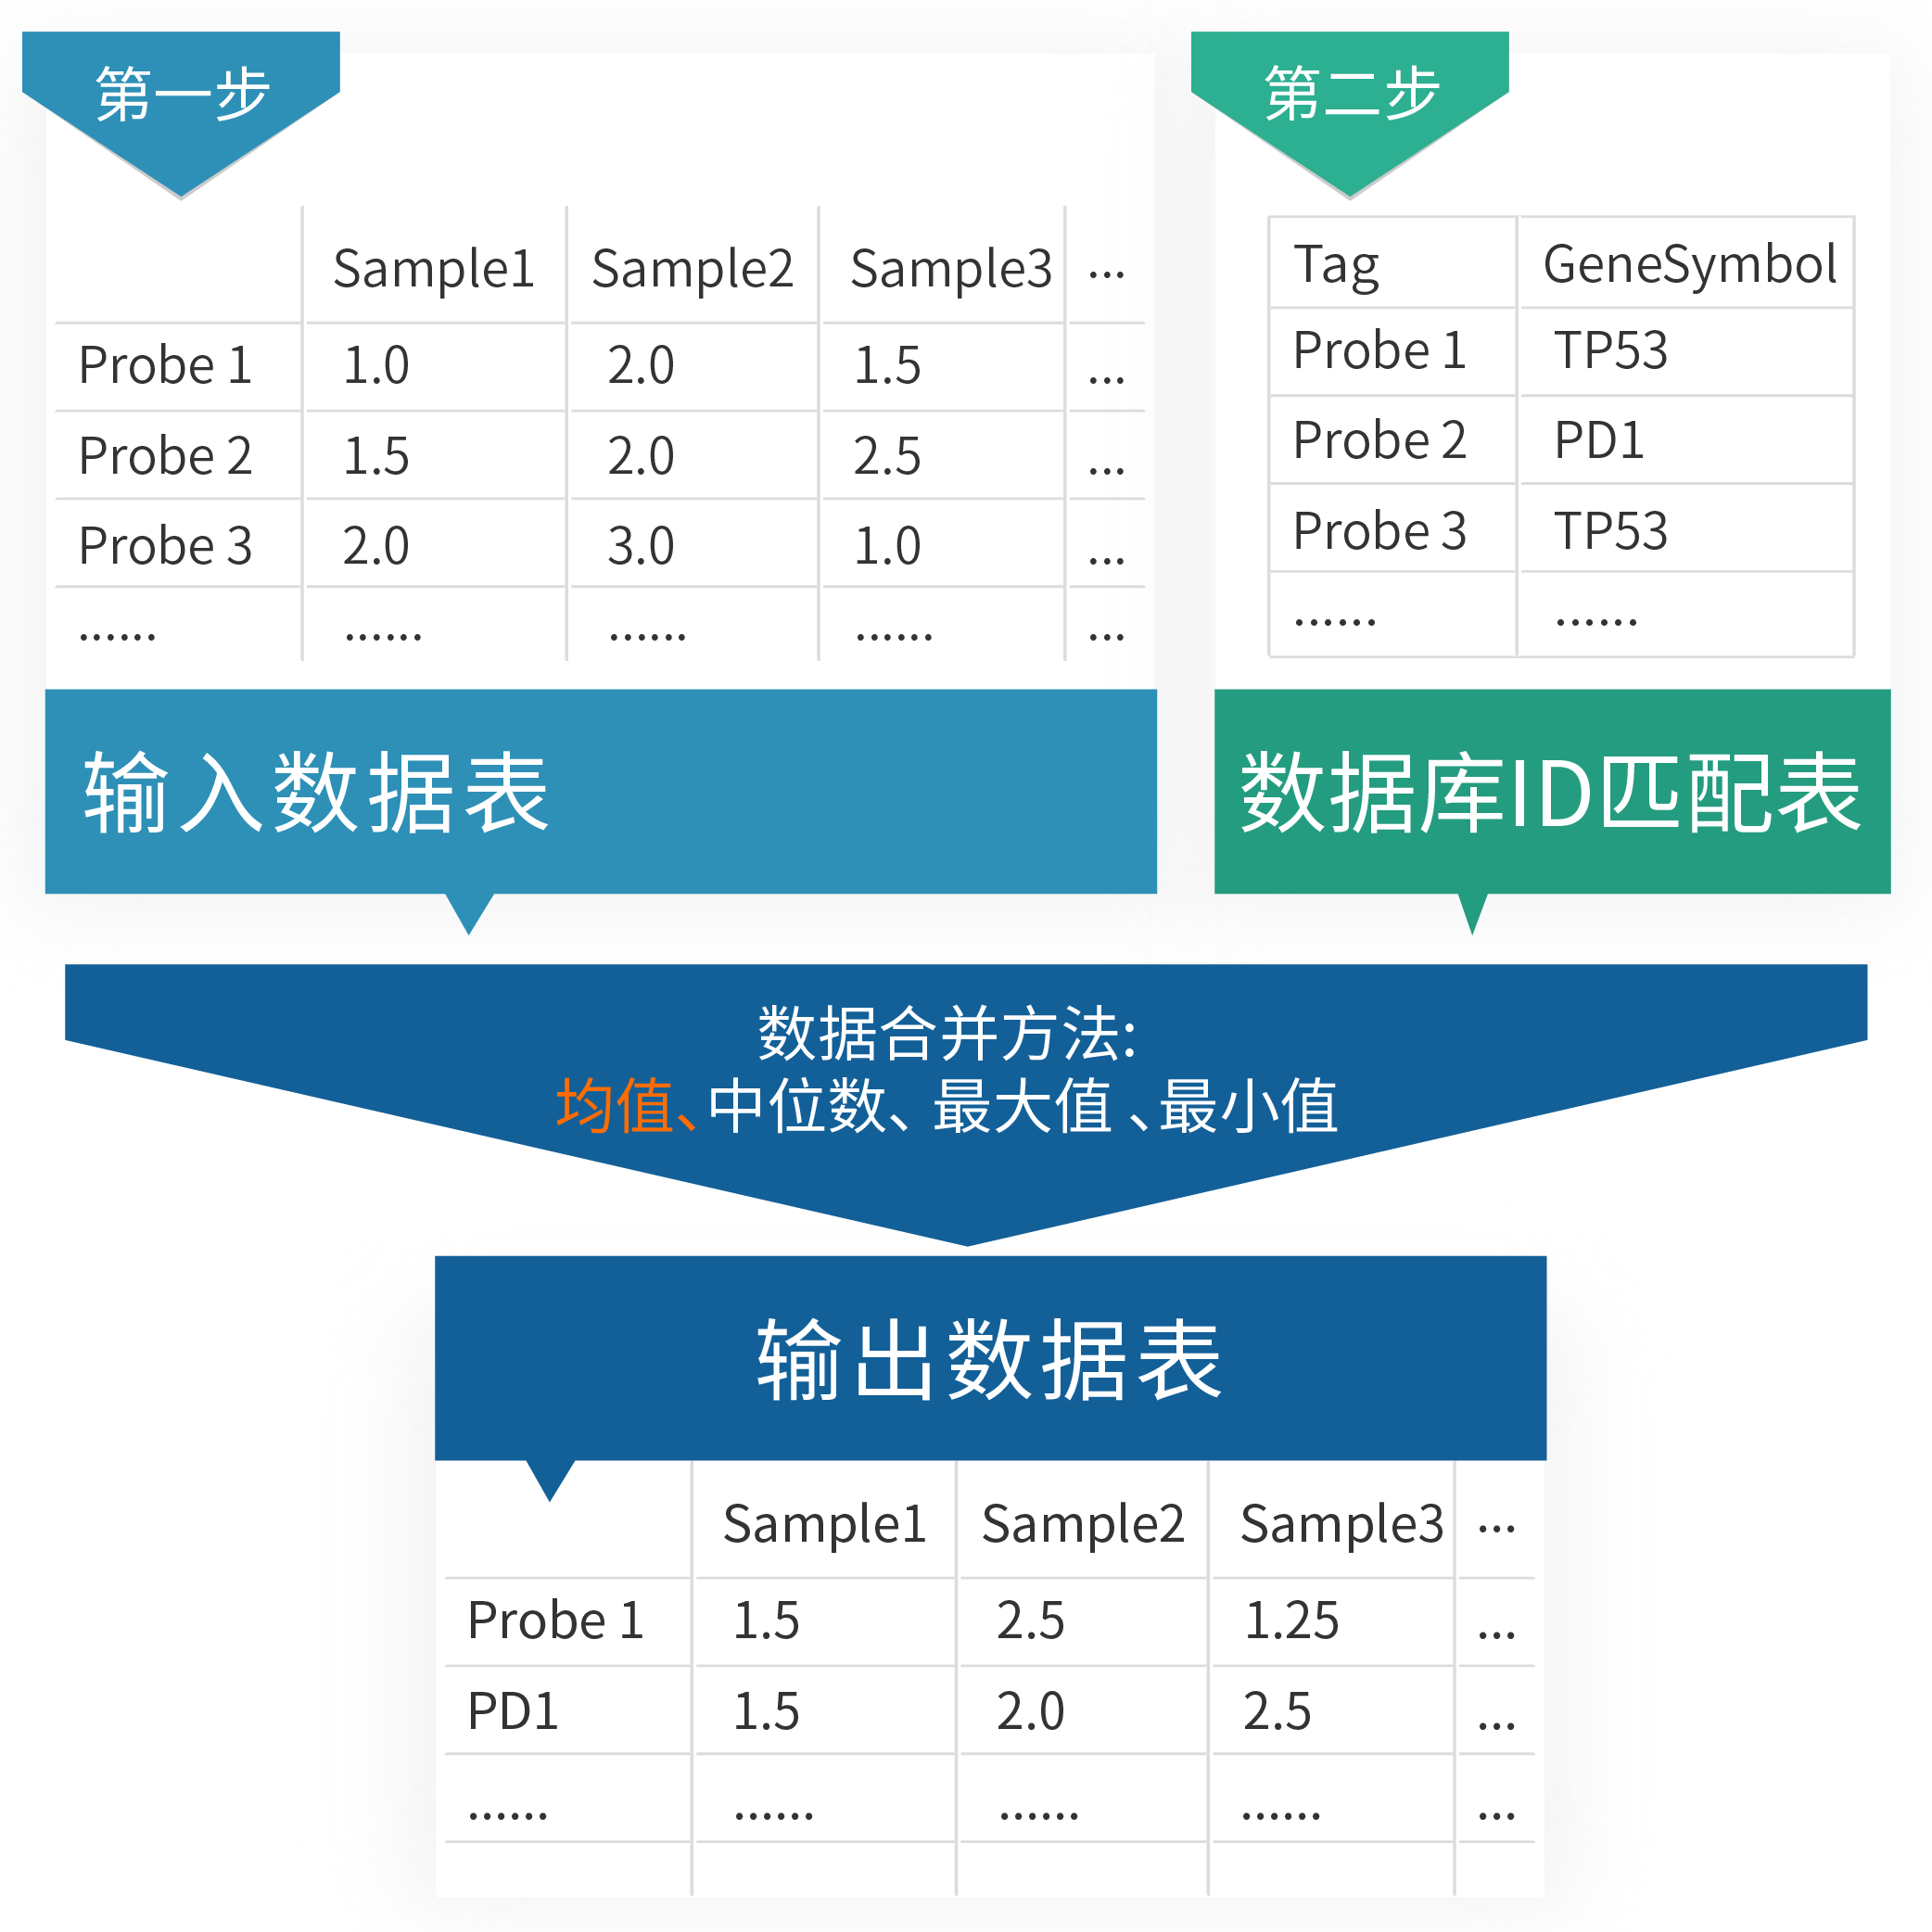 第一步
Sample1 Sample2 Sample3 ...
Probe 1 1.0 2.0 1.5 ...
Probe 2 1.5 2.0 2.5 ...
Probe 3 2.0 3.0 1.0 ...
...... ...... ...... ...... ...
输入数据表
第二步
Tag GeneSymbol
Probe 1 TP53
Probe 2 PD1
Probe 3 TP53
...... ......
数据库ID匹配表
数据合并方法:
均值、中位数、最大值、最小值
输出数据表
Sample1 Sample2 Sample3 ...
Probe 1 1.5 2.5 1.25 ...
PD1 1.5 2.0 2.5 ...
...... ...... ...... ...... ...